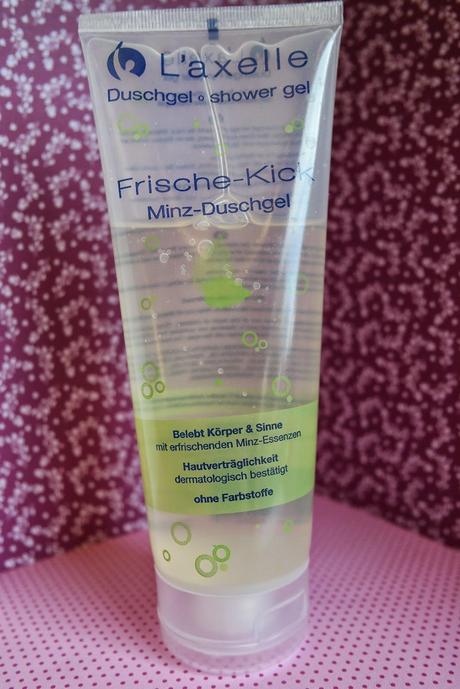 L'axelle
Duschgel • shower gel
Frische-Kick
Minz-Duschgel
Belebt Körper & Sinne
mit erfrischenden Minz-Essenzen
Hautverträglichkeit
dermatologisch bestätigt
ohne Farbstoffe